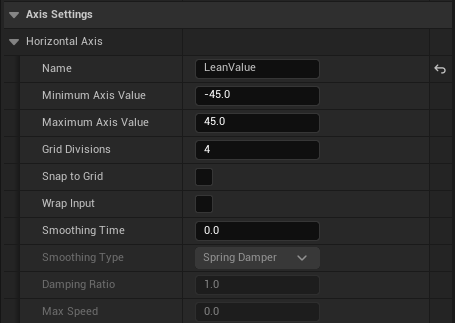 Axis Settings
Horizontal Axis
Name LeanValue
Minimum Axis Value -45.0
Maximum Axis Value 45.0
Grid Divisions 4
Snap to Grid
Wrap Input
Smoothing Time 0.0
Smoothing Type Spring Damper
Damping Ratio 1.0
Max Speed 0.0